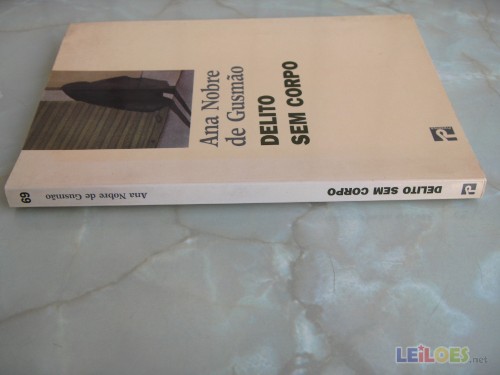 Ana Nobre
de Gusmão
DELITO
SEM CORPO
69
Ana Nobre de Gusmão
DELITO SEM CORPO
LEiLOES.net